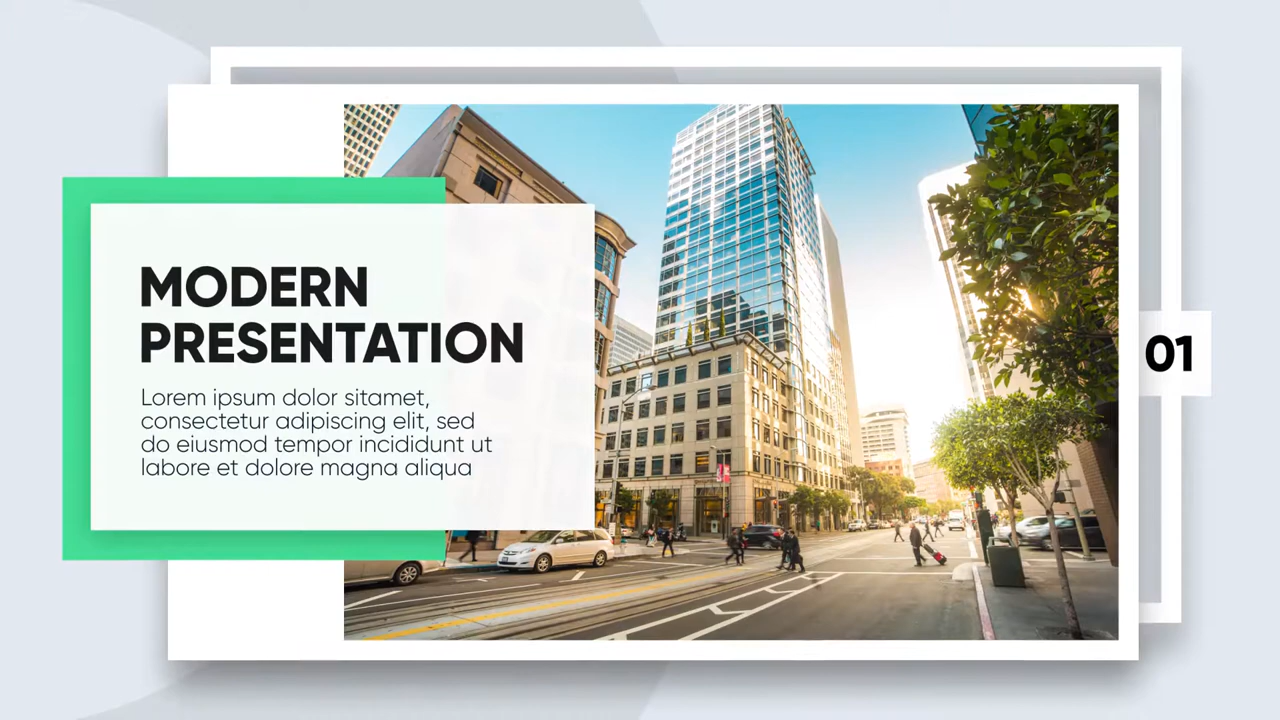 MODERN
PRESENTATION
Lorem ipsum dolor sitamet,
consectetur adipiscing elit, sed
do eiusmod tempor incididunt ut
labore et dolore magna aliqua
01